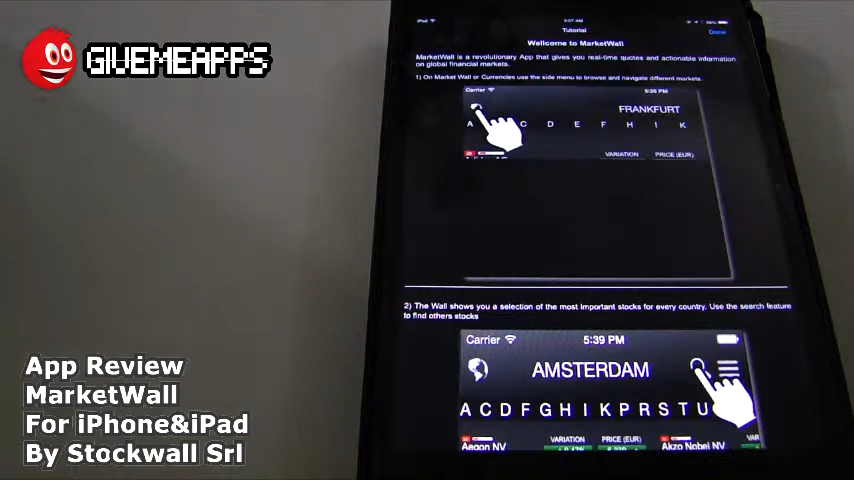 GIVEMEAPPS
iPad
Tutorial
Done
Wellcome to MarketWall
MarketWall is a revolutionary App that gives you real-time quotes and actionable information
on global financial markets.
1) On Market Wall or Currencies use the side menu to browse and navigate different markets.
Carrier
5:26 PM
FRANKFURT
A C D E F H I K
VARIATION PRICE (EUR)
2) The Wall shows you a selection of the most important stocks for every country. Use the search feature
to find others stocks
Carrier 5:39 PM
AMSTERDAM
A C D F G H I K P R S T U
VARIATION PRICE (EUR) VAR
Aegon NV Akzo Nobel NV
App Review
MarketWall
For iPhone&iPad
By Stockwall Srl